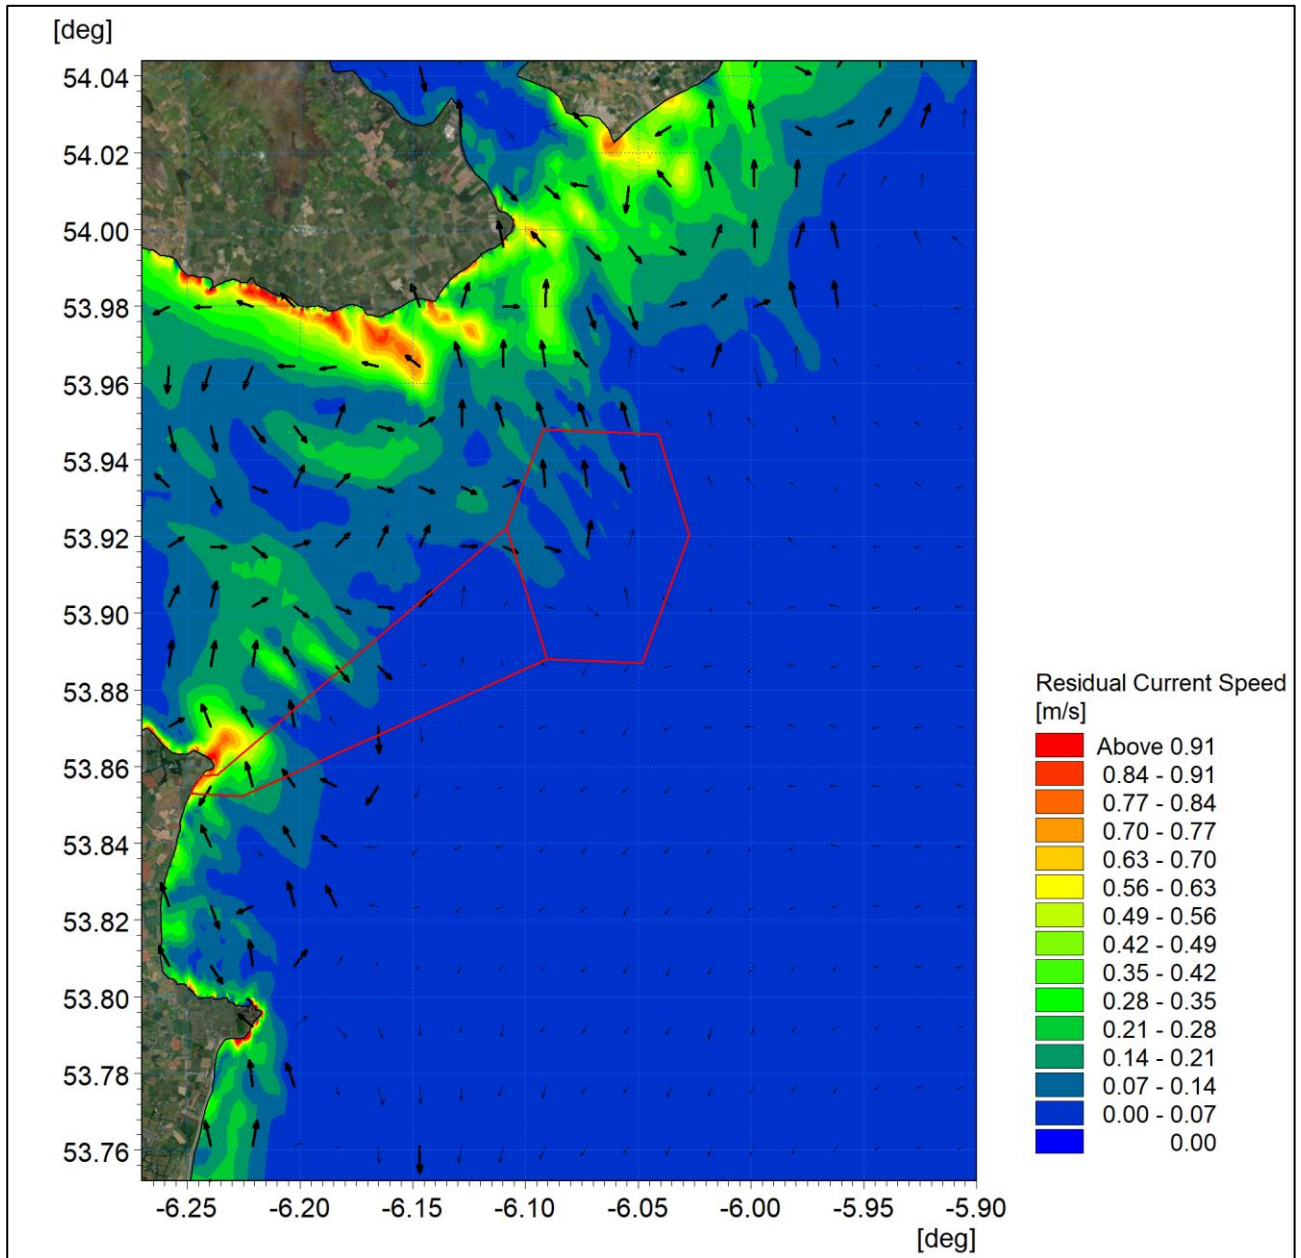 [deg]
54.04
54.02
54.00
53.98
53.96
53.94
53.92
53.90
53.88
53.86
53.84
53.82
53.80
53.78
53.76
-6.25 -6.20 -6.15 -6.10 -6.05 -6.00 -5.95 -5.90
[deg]
Residual Current Speed
[m/s]
Above 0.91
0.84 - 0.91
0.77 - 0.84
0.70 - 0.77
0.63 - 0.70
0.56 - 0.63
0.49 - 0.56
0.42 - 0.49
0.35 - 0.42
0.28 - 0.35
0.21 - 0.28
0.14 - 0.21
0.07 - 0.14
0.00 - 0.07
0.00